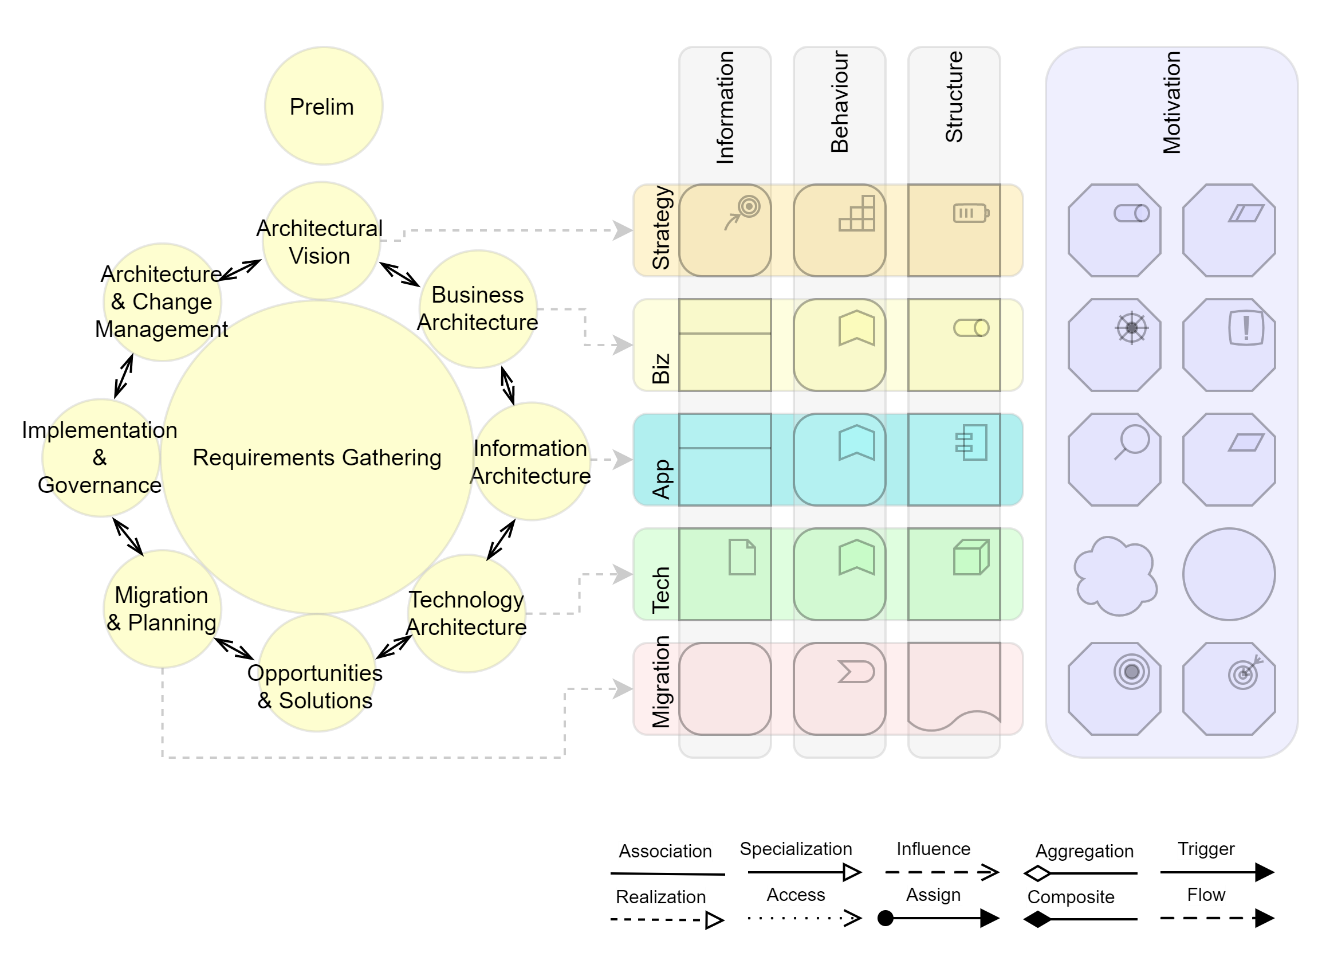 Prelim
Architectural
Vision
Architecture
& Change
Management
Business
Architecture
Implementation
&
Governance
Requirements Gathering
Information
Architecture
Migration
& Planning
Technology
Architecture
Opportunities
& Solutions
Information
Behaviour
Structure
Motivation
Strategy
Biz
App
Tech
Migration
Association
Specialization
Influence
Aggregation
Trigger
Realization
Access
Assign
Composite
Flow